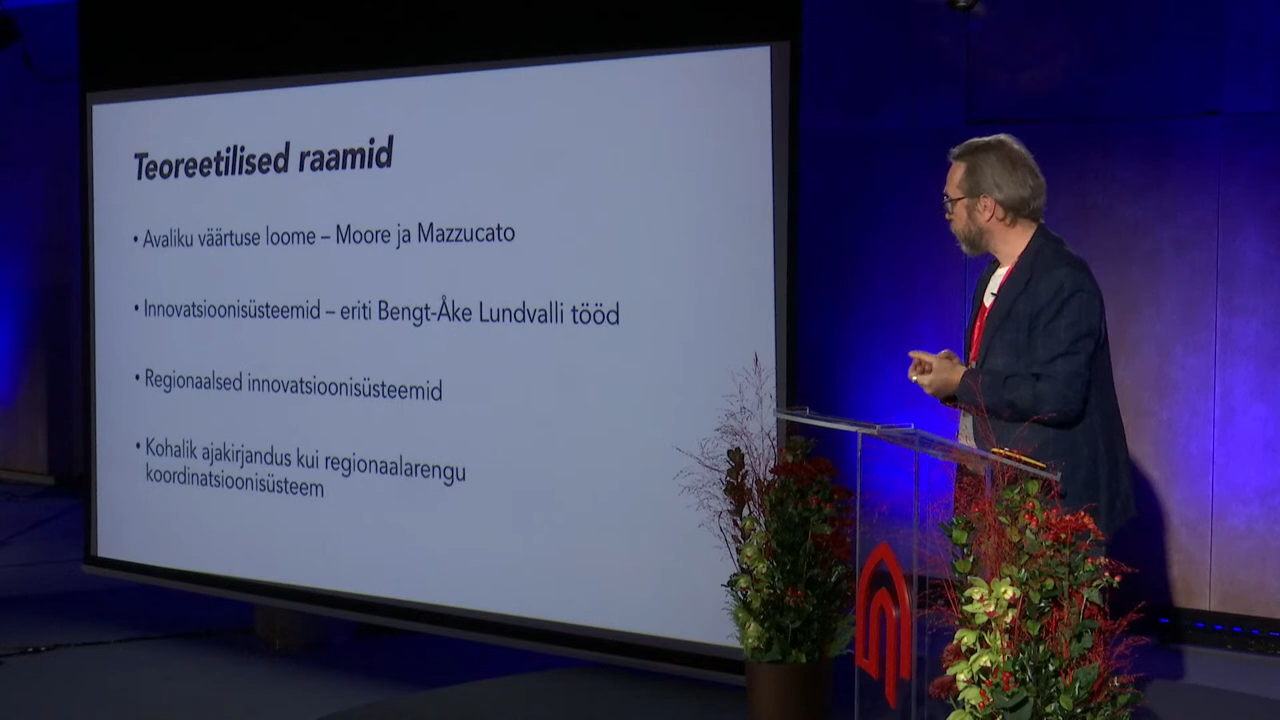 Teoreetilised raamid
• Avaliku väärtuse loome – Moore ja Mazzucato
• Innovatsioonisüsteemid – eriti Bengt-Åke Lundvalli tööd
• Regionaalsed innovatsioonisüsteemid
• Kohalik ajakirjandus kui regionaalarengu
koordinatsioonisüsteem